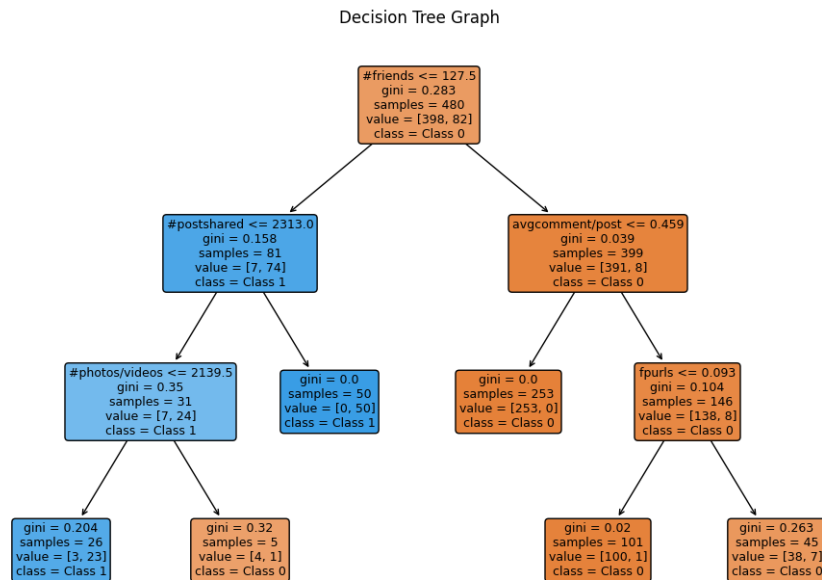 Decision Tree Graph
#friends <= 127.5
gini = 0.283
samples = 480
value = [398, 82]
class = Class 0
#postshared <= 2313.0
gini = 0.158
samples = 81
value = [7, 74]
class = Class 1
avgcomment/post <= 0.459
gini = 0.039
samples = 399
value = [391, 8]
class = Class 0
#photos/videos <= 2139.5
gini = 0.35
samples = 31
value = [7, 24]
class = Class 1
gini = 0.0
samples = 50
value = [0, 50]
class = Class 1
gini = 0.0
samples = 253
value = [253, 0]
class = Class 0
fpurls <= 0.093
gini = 0.104
samples = 146
value = [138, 8]
class = Class 0
gini = 0.204
samples = 26
value = [3, 23]
class = Class 1
gini = 0.32
samples = 5
value = [4, 1]
class = Class 0
gini = 0.02
samples = 101
value = [100, 1]
class = Class 0
gini = 0.263
samples = 45
value = [38, 7]
class = Class 0